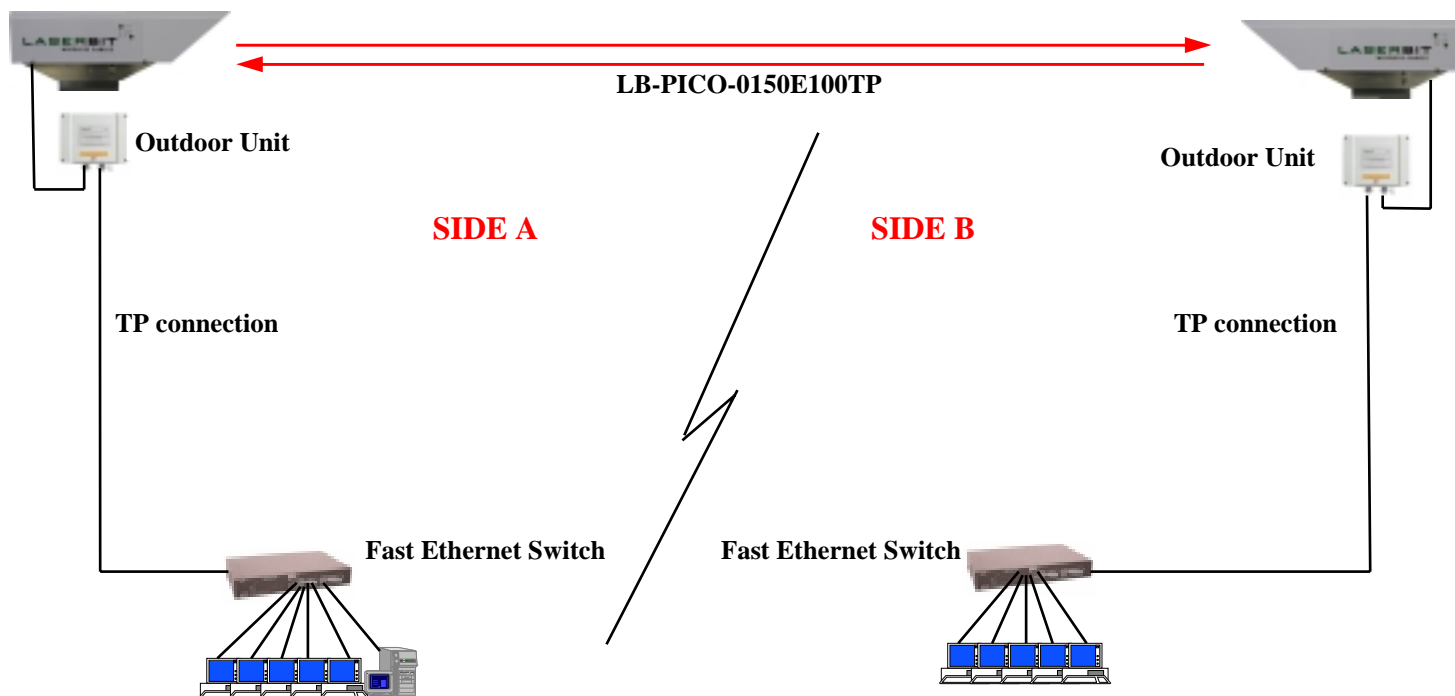 LASERBIT
LASERBIT
LB-PICO-0150E100TP
Outdoor Unit
Outdoor Unit
SIDE A
SIDE B
TP connection
TP connection
Fast Ethernet Switch
Fast Ethernet Switch